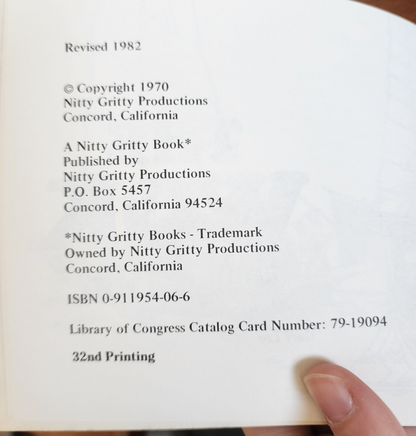 Revised 1982
© Copyright 1970
Nitty Gritty Productions
Concord, California
A Nitty Gritty Book*
Published by
Nitty Gritty Productions
P.O. Box 5457
Concord, California 94524
*Nitty Gritty Books - Trademark
Owned by Nitty Gritty Productions
Concord, California
ISBN 0-911954-06-6
Library of Congress Catalog Card Number: 79-19094
32nd Printing